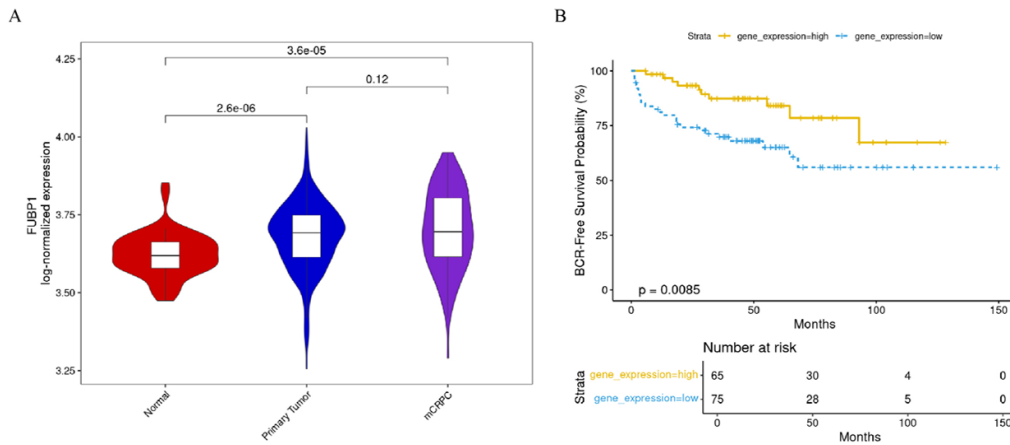 A
FUBP1
log-normalized expression
4.25
4.00
3.75
3.50
3.25
3.6e-05
0.12
2.6e-06
Normal
Primary Tumor
mCRPC
B
Strata gene_expression=high gene_expression=low
BCR-Free Survival Probability (%)
100
75
50
25
0
p = 0.0085
0 50 100 150
Months
Number at risk
Strata
gene_expression=high 65 30 4 0
gene_expression=low 75 28 5 0
0 50 100 150
Months